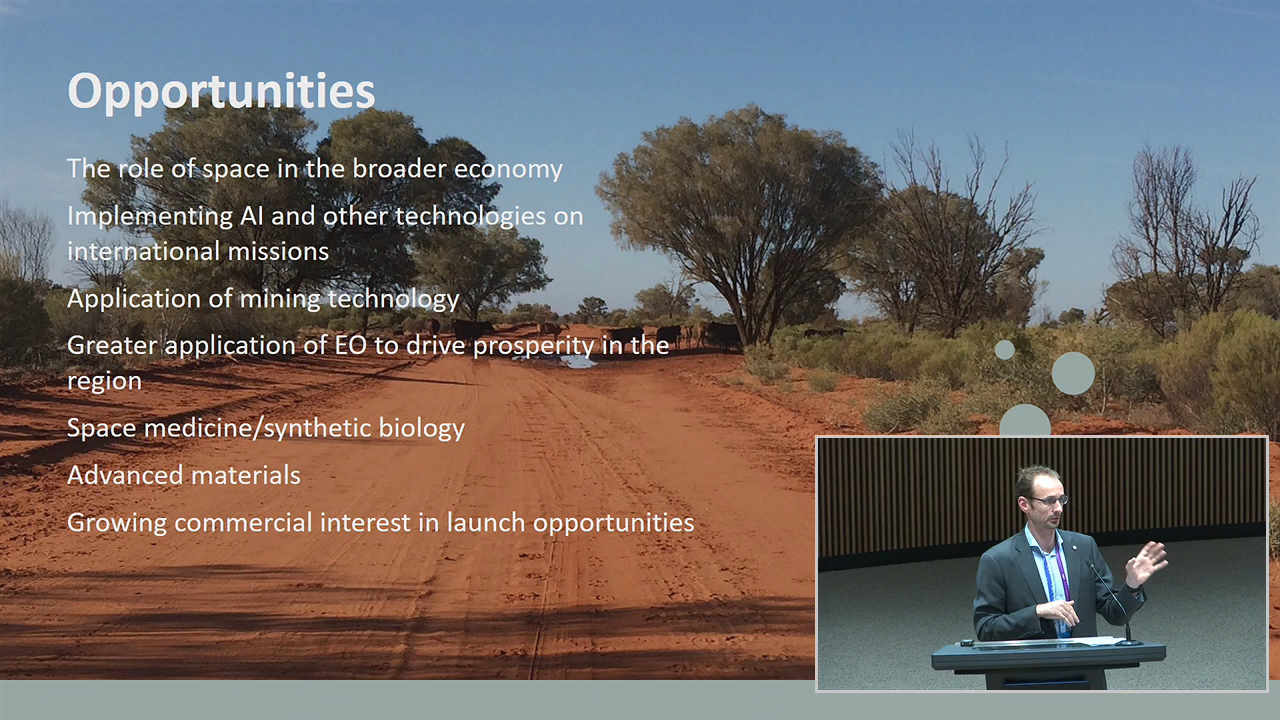 Opportunities
The role of space in the broader economy
Implementing AI and other technologies on
international missions
Application of mining technology
Greater application of EO to drive prosperity in the
region
Space medicine/synthetic biology
Advanced materials
Growing commercial interest in launch opportunities